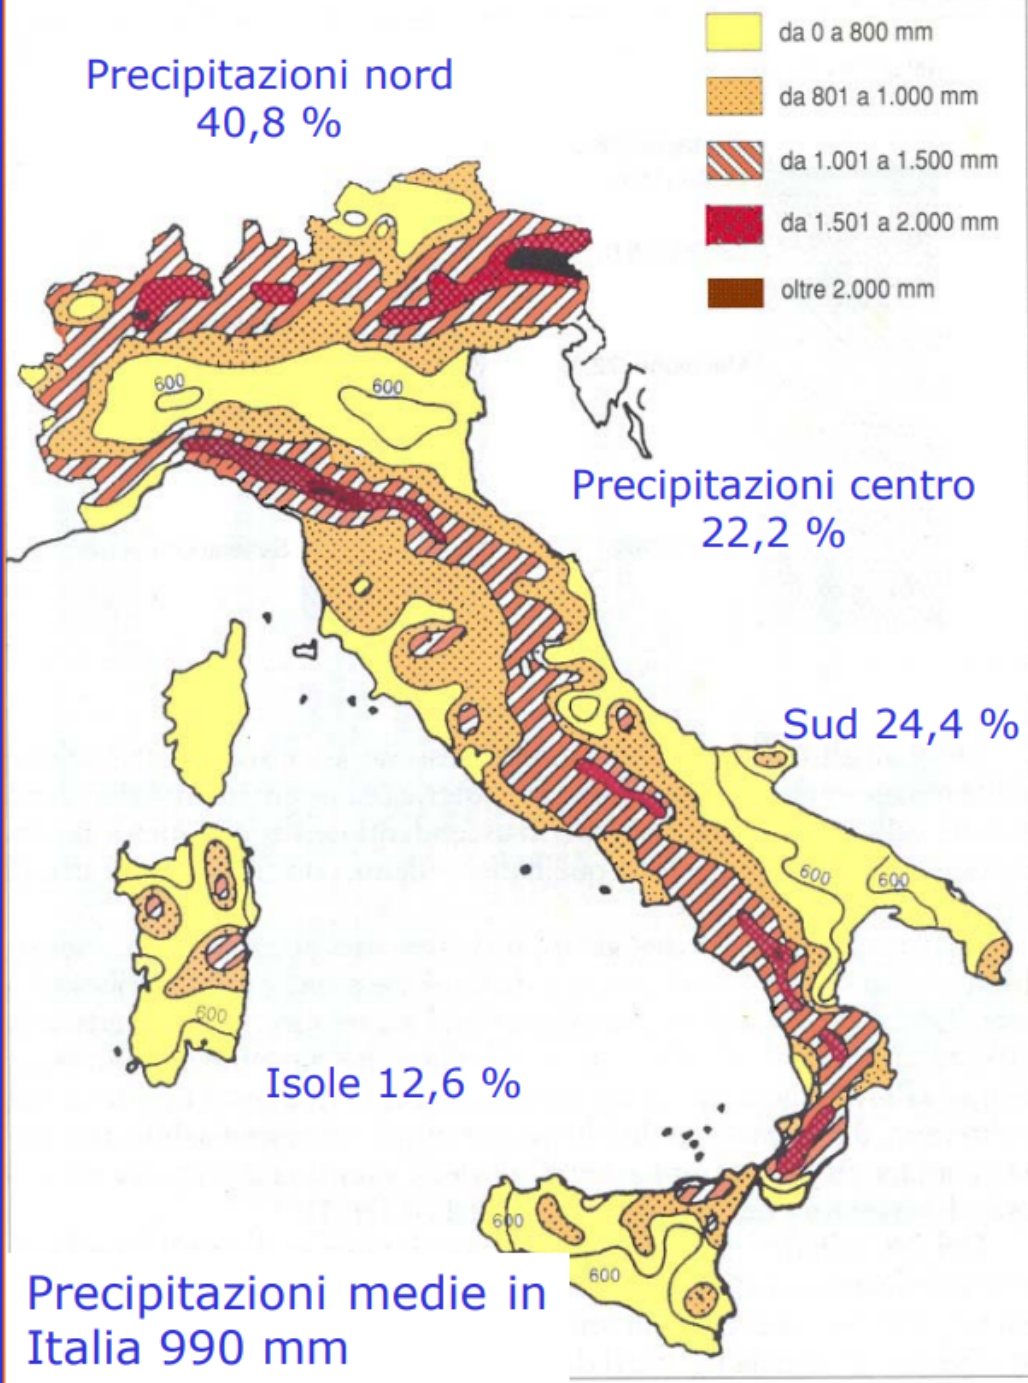 da 0 a 800 mm
Precipitazioni nord
40,8 %
da 801 a 1.000 mm
da 1.001 a 1.500 mm
da 1.501 a 2.000 mm
oltre 2.000 mm
600
600
Precipitazioni centro
22,2 %
Sud 24,4 %
600
600
600
Isole 12,6 %
600
600
Precipitazioni medie in
Italia 990 mm